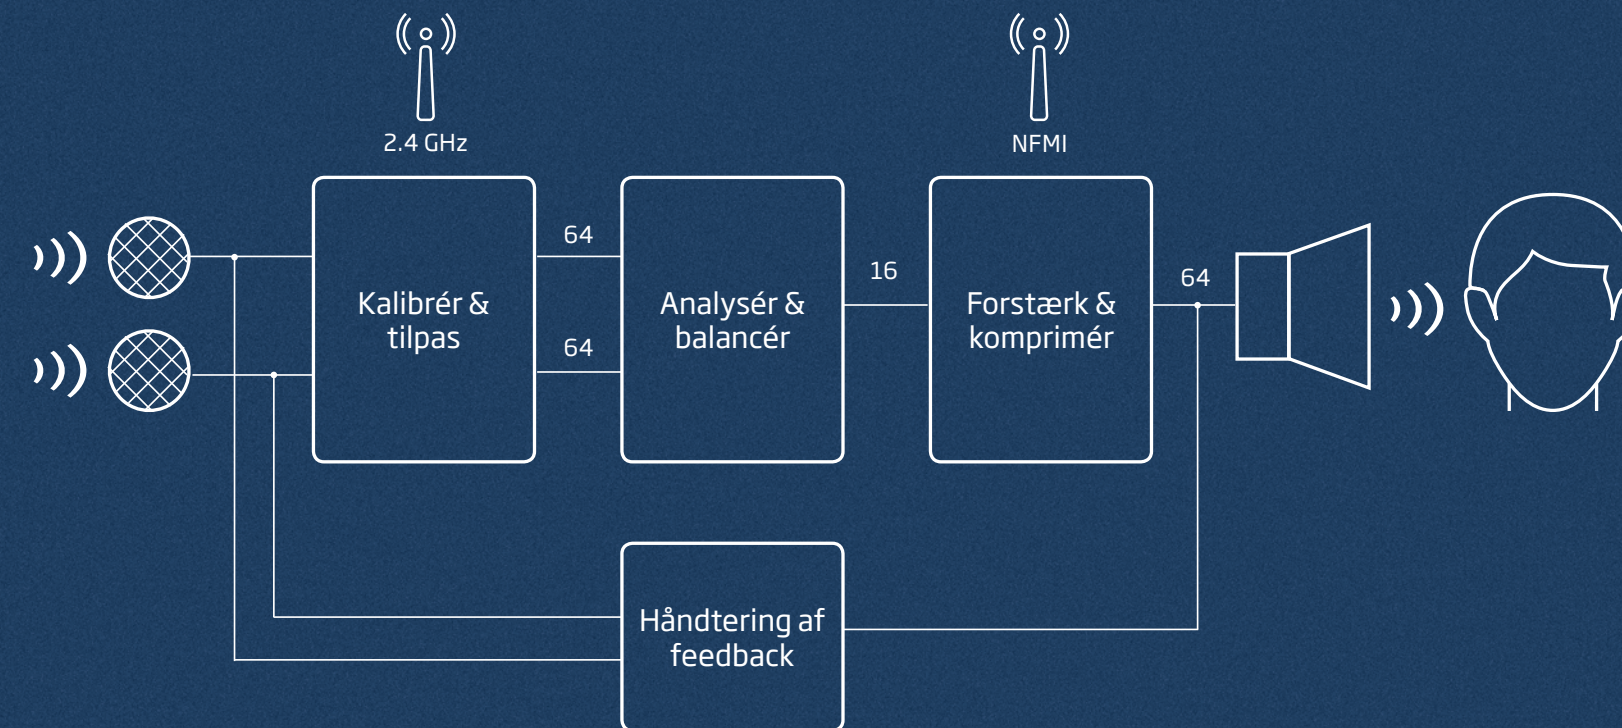 2.4 GHz
NFMI
Kalibrér &
tilpas
64
64
Analysér &
balancér
16
Forstærk &
komprimér
64
Håndtering af
feedback